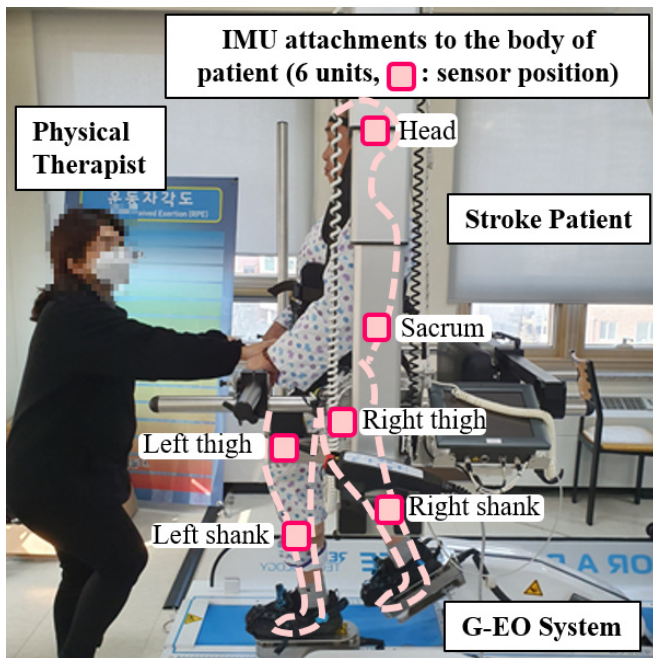 IMU attachments to the body of
patient (6 units, : sensor position)
Physical
Therapist
Head
운동자각도
Stroke Patient
Sacrum
Right thigh
Left thigh
Right shank
Left shank
G-EO System